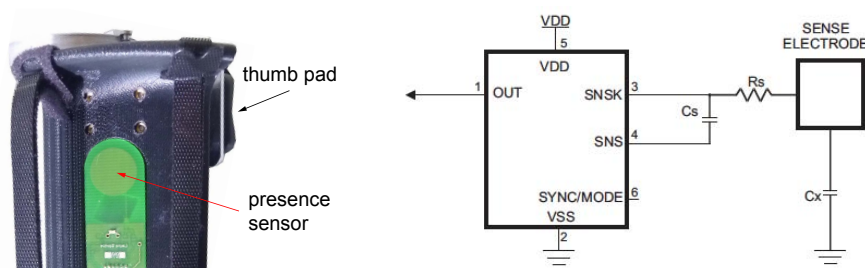 thumb pad
presence
sensor
VDD
5
VDD
1
OUT
SNSK
3
SNS
4
SYNC/MODE
6
VSS
2
Cs
Rs
SENSE
ELECTRODE
Cx